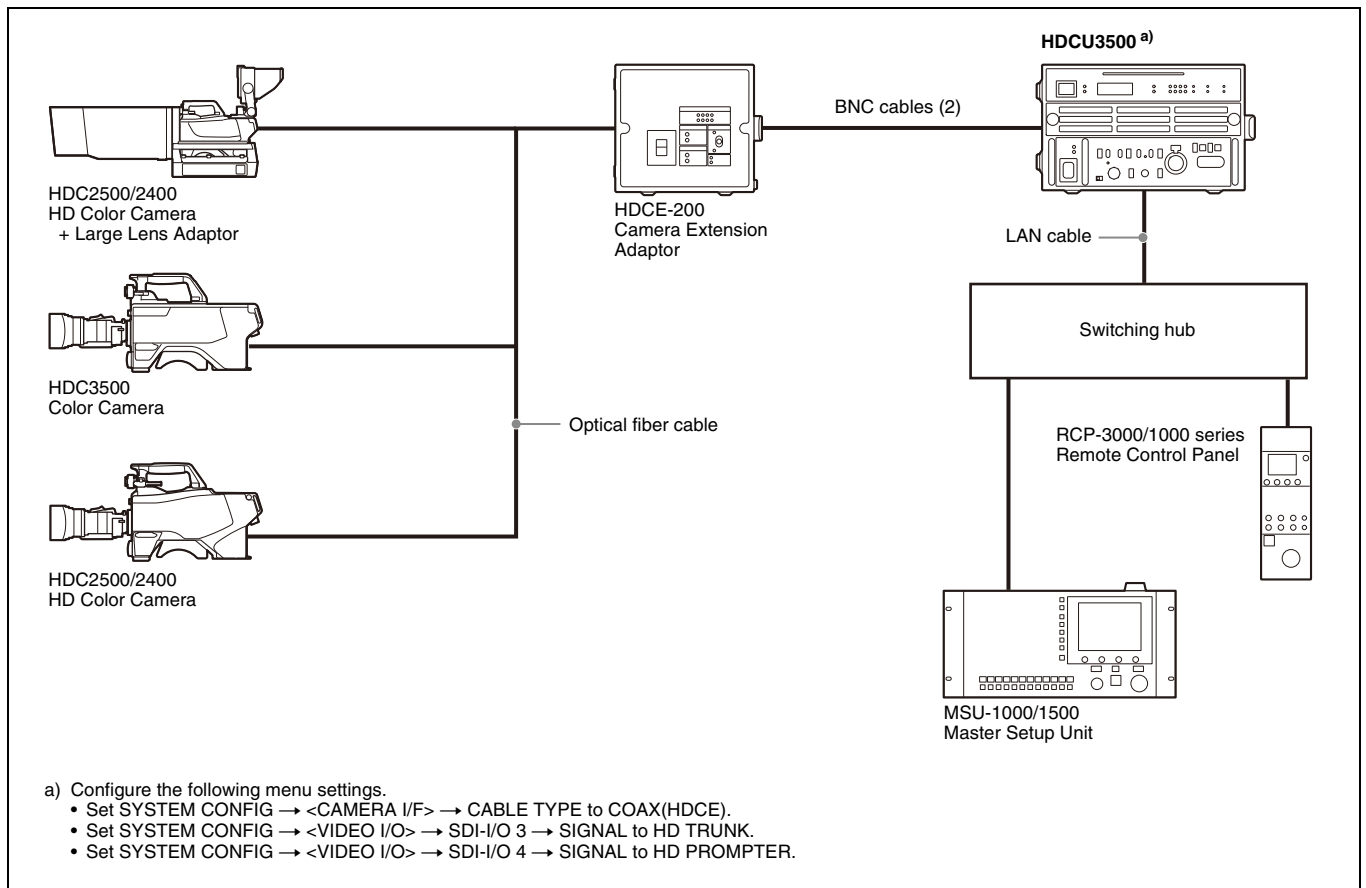 HDCU3500 a)
BNC cables (2)
HDC2500/2400
HD Color Camera
+ Large Lens Adaptor
HDCE-200
Camera Extension
Adaptor
LAN cable
Switching hub
HDC3500
Color Camera
Optical fiber cable
RCP-3000/1000 series
Remote Control Panel
HDC2500/2400
HD Color Camera
MSU-1000/1500
Master Setup Unit
a) Configure the following menu settings.
• Set SYSTEM CONFIG → <CAMERA I/F> → CABLE TYPE to COAX(HDCE).
• Set SYSTEM CONFIG → <VIDEO I/O> → SDI-I/O 3 → SIGNAL to HD TRUNK.
• Set SYSTEM CONFIG → <VIDEO I/O> → SDI-I/O 4 → SIGNAL to HD PROMPTER.